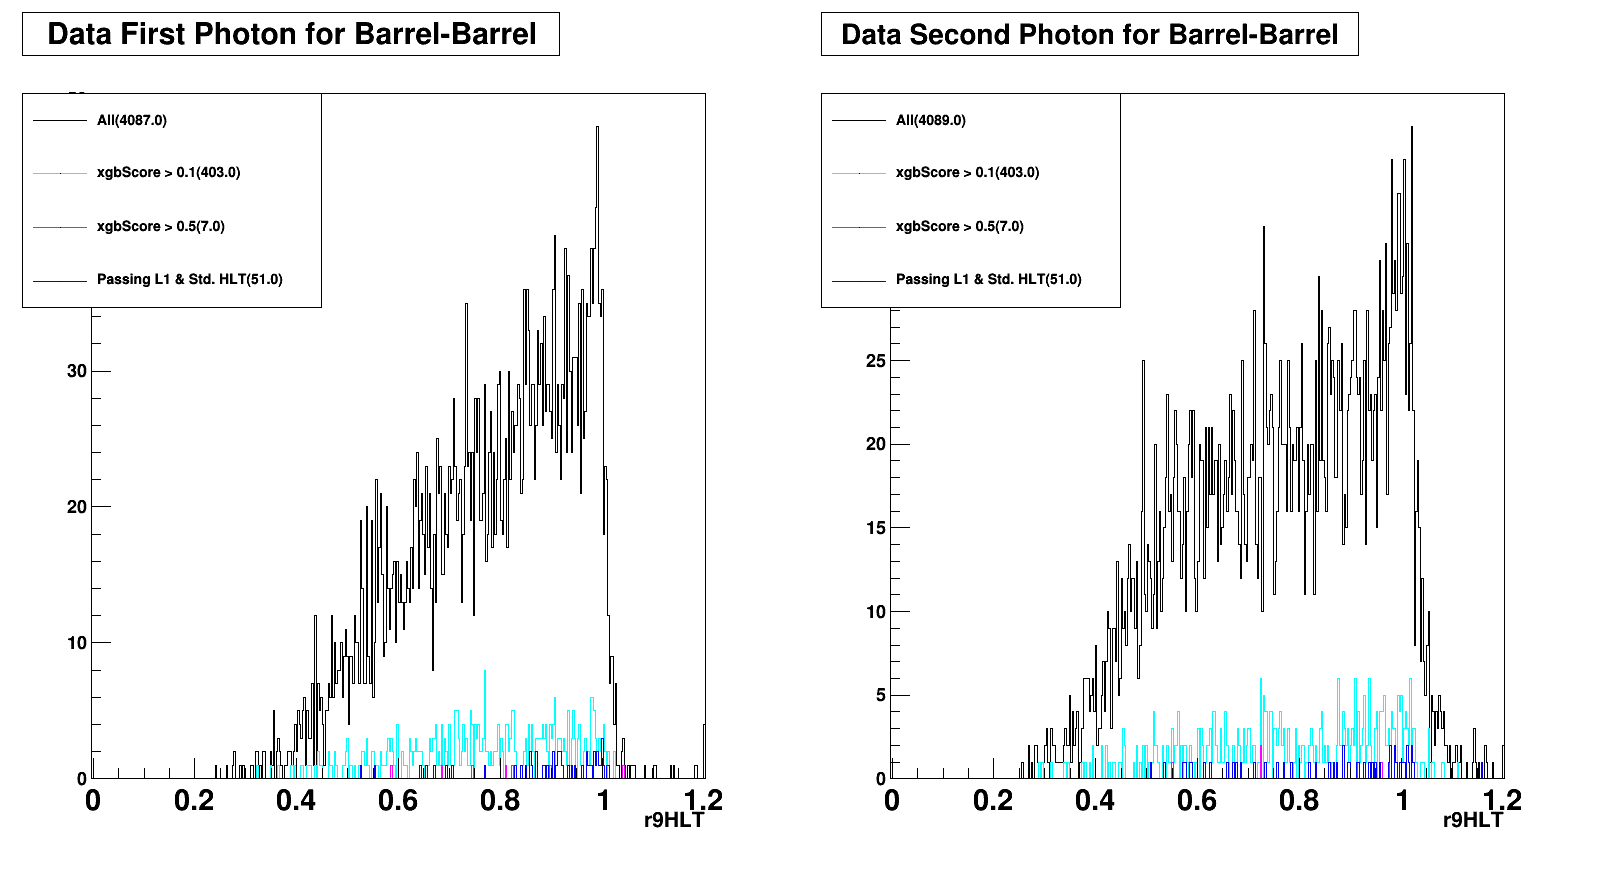 Data First Photon for Barrel-Barrel
All(4087.0)
xgbScore > 0.1(403.0)
xgbScore > 0.5(7.0)
Passing L1 & Std. HLT(51.0)
30
20
10
0
0 0.2 0.4 0.6 0.8 1 1.2
r9HLT
Data Second Photon for Barrel-Barrel
All(4089.0)
xgbScore > 0.1(403.0)
xgbScore > 0.5(7.0)
Passing L1 & Std. HLT(51.0)
25
20
15
10
5
0
0 0.2 0.4 0.6 0.8 1 1.2
r9HLT